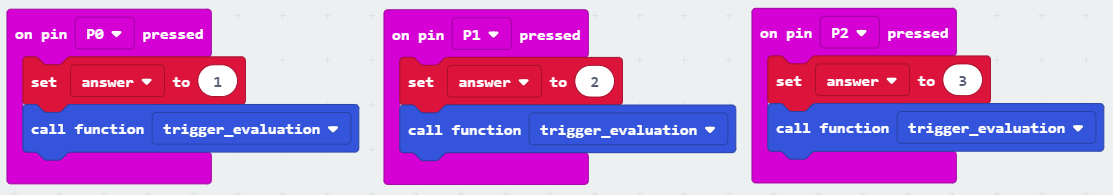 on pin P0 pressed
set answer to 1
call function trigger_evaluation
on pin P1 pressed
set answer to 2
call function trigger_evaluation
on pin P2 pressed
set answer to 3
call function trigger_evaluation